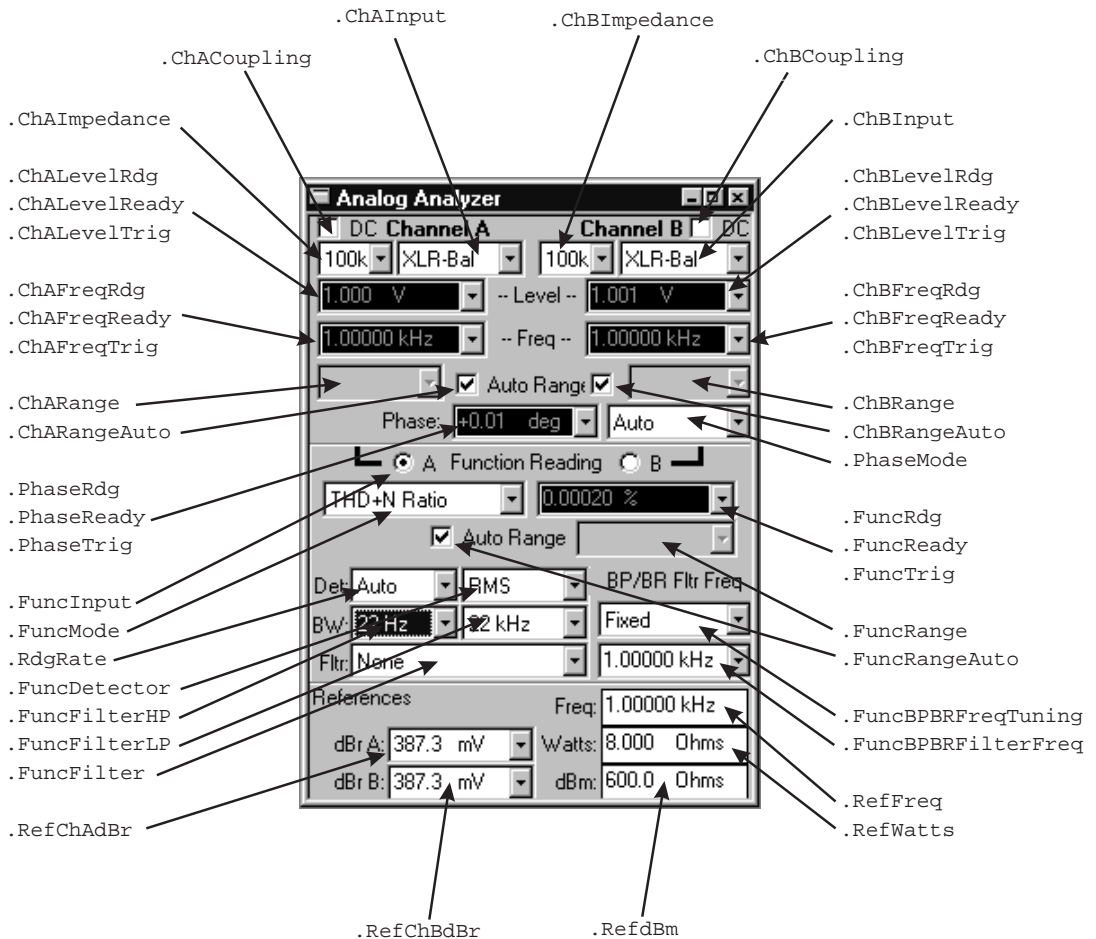 .ChAInput
.ChBImpedance
.ChACoupling
.ChBCoupling
.ChAImpedance
.ChBInput
.ChALevelRdg
.ChALevelReady
.ChALevelTrig
.ChBLevelRdg
.ChBLevelReady
.ChBLevelTrig
.ChAFreqRdg
.ChAFreqReady
.ChAFreqTrig
.ChBFreqRdg
.ChBFreqReady
.ChBFreqTrig
.ChARange
.ChARangeAuto
.ChBRange
.ChBRangeAuto
.PhaseMode
.PhaseRdg
.PhaseReady
.PhaseTrig
.FuncRdg
.FuncReady
.FuncTrig
.FuncInput
.FuncMode
.RdgRate
.FuncDetector
.FuncFilterHP
.FuncFilterLP
.FuncFilter
.FuncRange
.FuncRangeAuto
.FuncBPBRFreqTuning
.FuncBPBRFilterFreq
.RefChAdBr
.RefFreq
.RefWatts
.RefChBdBr
.RefdBm
Analog Analyzer
DC Channel A Channel B DC
100k XLR-Bal 100k XLR-Bal
1.000 V -- Level -- 1.001 V
1.00000 kHz -- Freq -- 1.00000 kHz
Auto Range
Phase: +0.01 deg Auto
A Function Reading B
THD+N Ratio 0.00020 %
Auto Range
Det: Auto RMS BP/BR Fltr Freq
BW: 22 Hz 22 kHz Fixed
Fltr: None 1.00000 kHz
References Freq: 1.00000 kHz
dBr A: 387.3 mV Watts: 8.000 Ohms
dBr B: 387.3 mV dBm: 600.0 Ohms